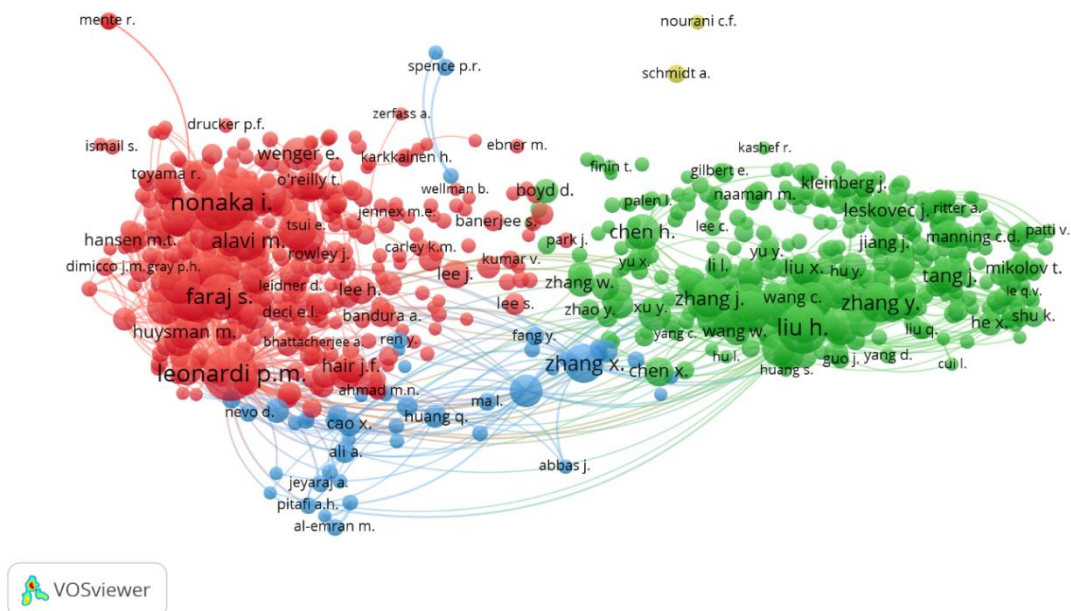 mente r.
nourani c.f.
spence p.r.
schmidt a.
zerfass a.
drucker p.f.
ismail s.
wenger e.
karkkainen h.
ebner m.
kashef r.
toyama r.
o'reilly t.
finin t.
gilbert e.
kleinberg j.
nonaka i.
wellman b.
boyd d.
palen l.
naaman m.
jennex m.e.
leskovec j.
ritter a.
tsui e.
banerjee s.
chen h.
lee c.
patti v.
hansen m.t.
alavi m.
carley k.m.
park j.
jiang j.
manning c.d.
rowley j.
yu y.
dimicco j.m.
gray p.h.
kumar v.
yu x.
li l.
liu x.
hu y.
tang j.
mikolov t.
leidner d.
lee j.
zhang w.
faraj s.
lee h.
lee s.
zhang j.
wang c.
zhang y.
le q.v.
deci e.l.
bandura a.
zhao y.
xu y.
he x.
shu k.
huysman m.
bhattacherjee a.
ren y.
fang y.
yang c.
wang w.
liu h.
liu q.
hair j.f.
zhang x.
hu l.
guo j.
yang d.
cui l.
leonardi p.m.
chen x.
huang s.
ahmad m.n.
nevo d.
cao x.
huang q.
ma l.
ali a.
abbas j.
jeyaraj a.
pitafi a.h.
al-emran m.
VOSviewer